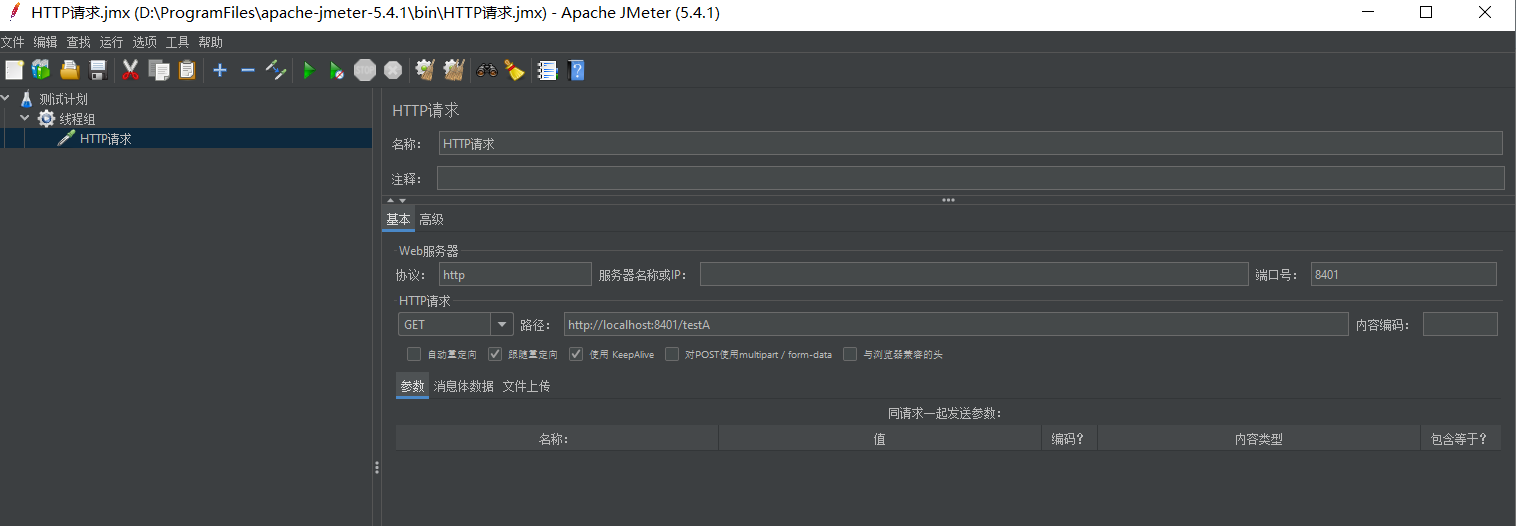 HTTP请求.jmx (D:\ProgramFiles\apache-jmeter-5.4.1\bin\HTTP请求.jmx) - Apache JMeter (5.4.1)
文件 编辑 查找 运行 选项 工具 帮助
STOP
测试计划
线程组
HTTP请求
HTTP请求
名称: HTTP请求
注释:
基本 高级
Web服务器
协议: http 服务器名称或IP: 端口号: 8401
HTTP请求
GET 路径: http://localhost:8401/testA 内容编码:
自动重定向 跟随重定向 使用 KeepAlive 对POST使用multipart / form-data 与浏览器兼容的头
参数 消息体数据 文件上传
同请求一起发送参数:
名称: 值 编码? 内容类型 包含等于?